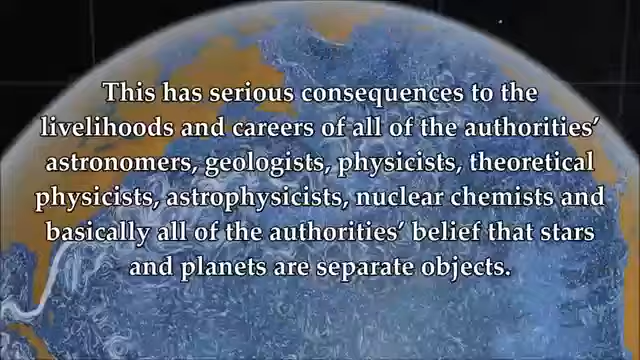 This has serious consequences to the
livelihoods and careers of all of the authorities’
astronomers, geologists, physicists, theoretical
physicists, astrophysicists, nuclear chemists and
basically all of the authorities’ belief that stars
and planets are separate objects.